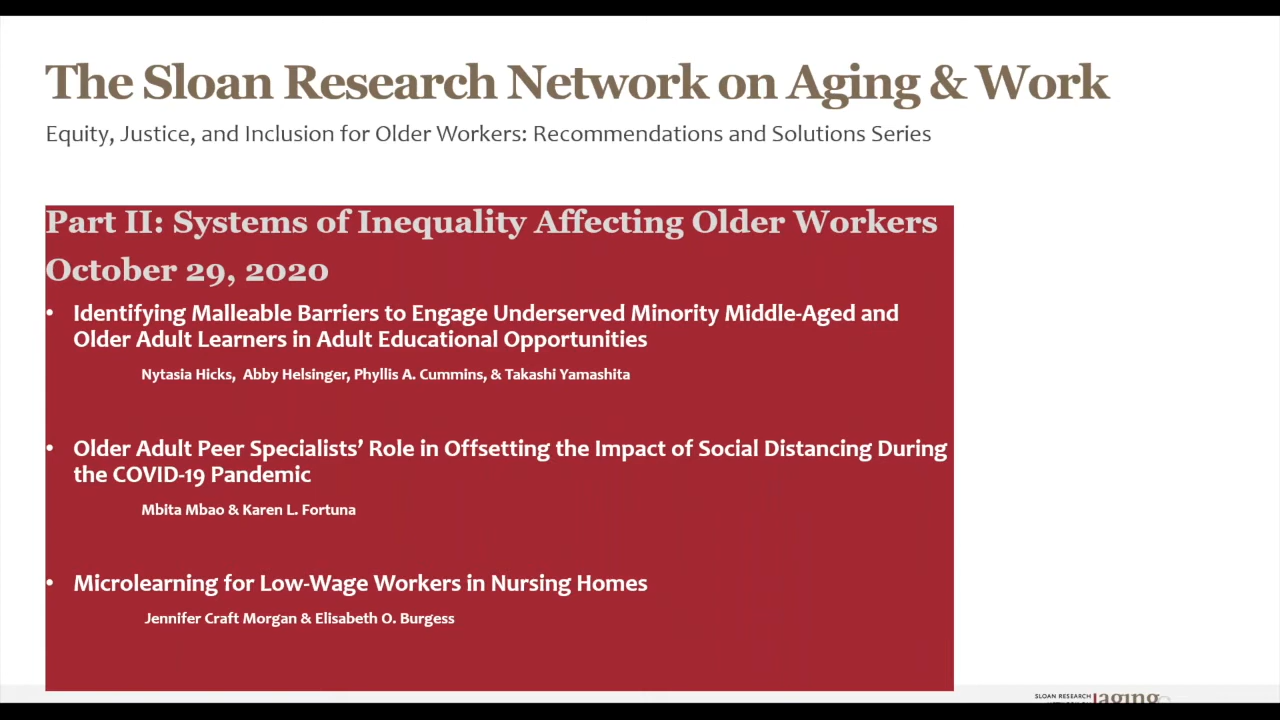 The Sloan Research Network on Aging & Work
Equity, Justice, and Inclusion for Older Workers: Recommendations and Solutions Series
Part II: Systems of Inequality Affecting Older Workers
October 29, 2020
• Identifying Malleable Barriers to Engage Underserved Minority Middle-Aged and
Older Adult Learners in Adult Educational Opportunities
Nytasia Hicks, Abby Helsinger, Phyllis A. Cummins, & Takashi Yamashita
• Older Adult Peer Specialists’ Role in Offsetting the Impact of Social Distancing During
the COVID-19 Pandemic
Mbita Mbao & Karen L. Fortuna
• Microlearning for Low-Wage Workers in Nursing Homes
Jennifer Craft Morgan & Elisabeth O. Burgess
SLOAN RESEARCH
aging